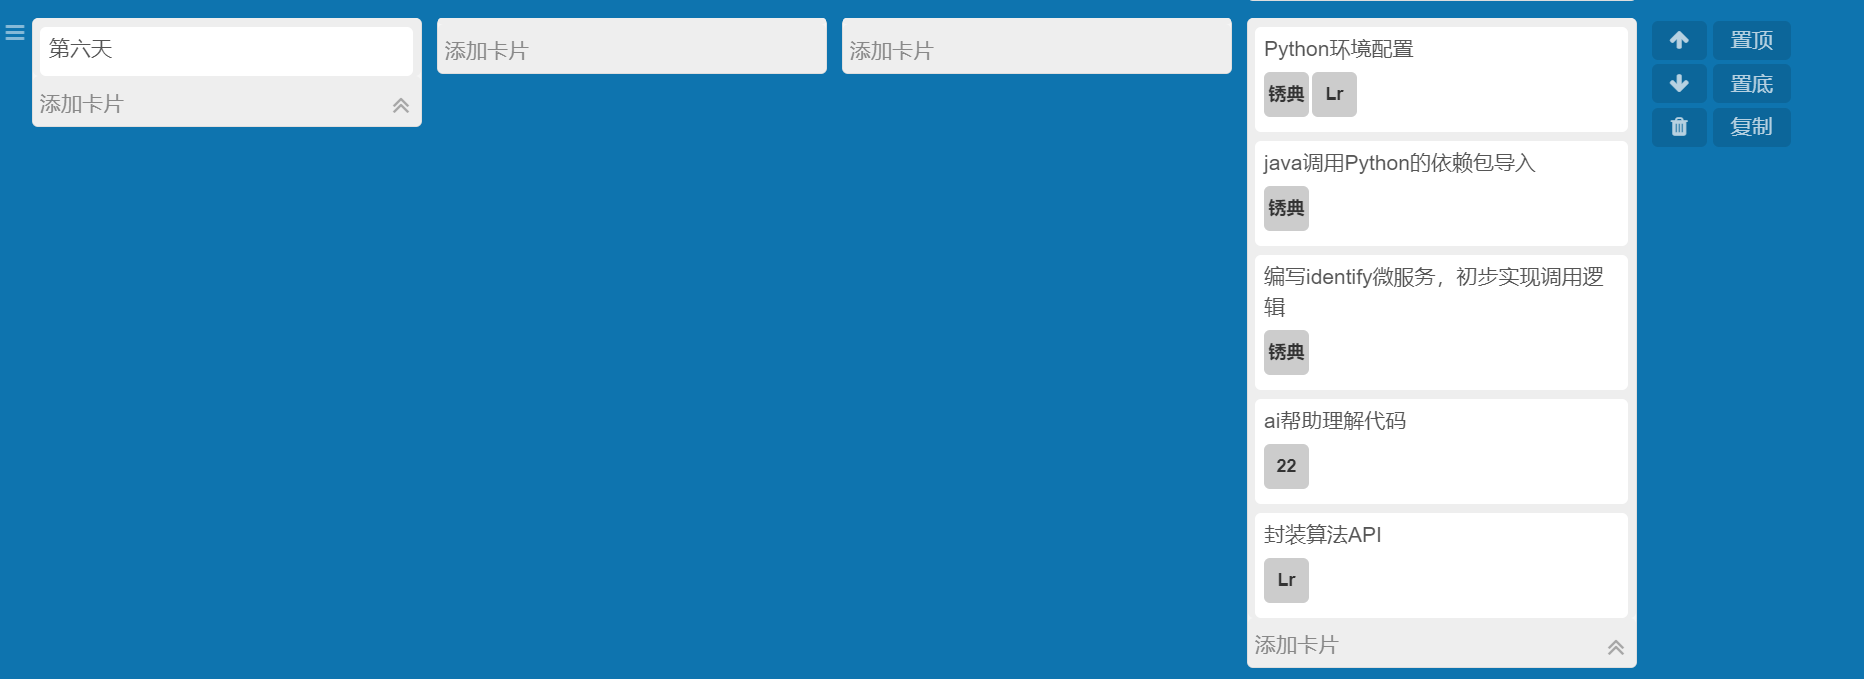 第六天
添加卡片
添加卡片
添加卡片
Python环境配置
锈典 Lr
java调用Python的依赖包导入
锈典
编写identify微服务，初步实现调用逻
辑
锈典
ai帮助理解代码
22
封装算法API
Lr
添加卡片
置顶
置底
复制